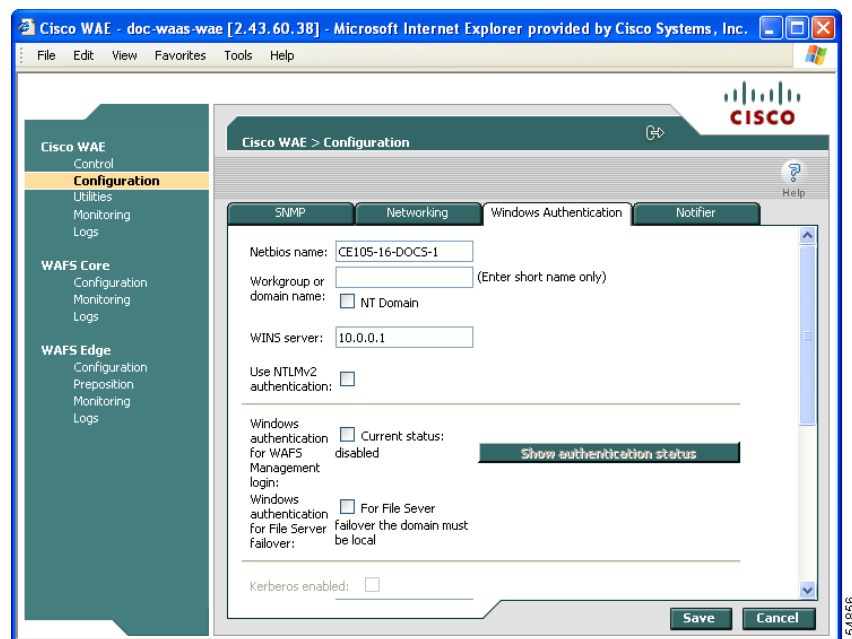 Cisco WAE - doc-waas-wae [2.43.60.38] - Microsoft Internet Explorer provided by Cisco Systems, Inc.
File Edit View Favorites Tools Help
CISCO
Cisco WAE > Configuration
Help
Cisco WAE
Control
Configuration
Utilities
Monitoring
Logs
WAFS Core
Configuration
Monitoring
Logs
WAFS Edge
Configuration
Preposition
Monitoring
Logs
SNMP Networking Windows Authentication Notifier
Netbios name: CE105-16-DOCS-1
Workgroup or
domain name:
(Enter short name only)
NT Domain
WINS server: 10.0.0.1
Use NTLMv2
authentication:
Windows
authentication
for WAFS
Management
login:
Current status:
disabled
Show authentication status
Windows
authentication
for File Server
failover:
For File Sever
failover the domain must
be local
Kerberos enabled:
Save Cancel